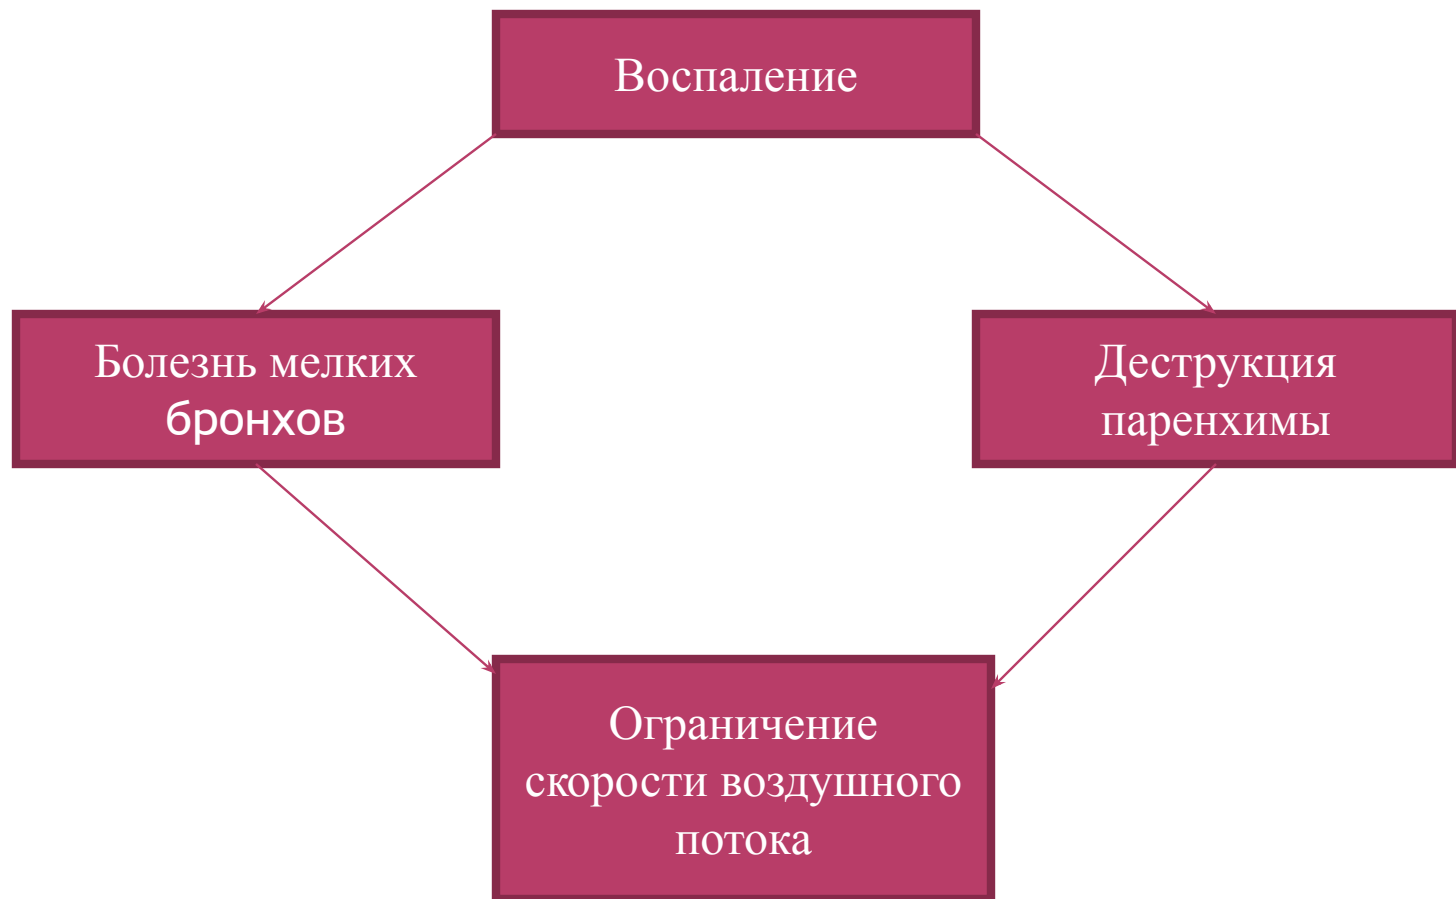 Воспаление
Болезнь мелких
бронхов
Деструкция
паренхимы
Ограничение
скорости воздушного
потока